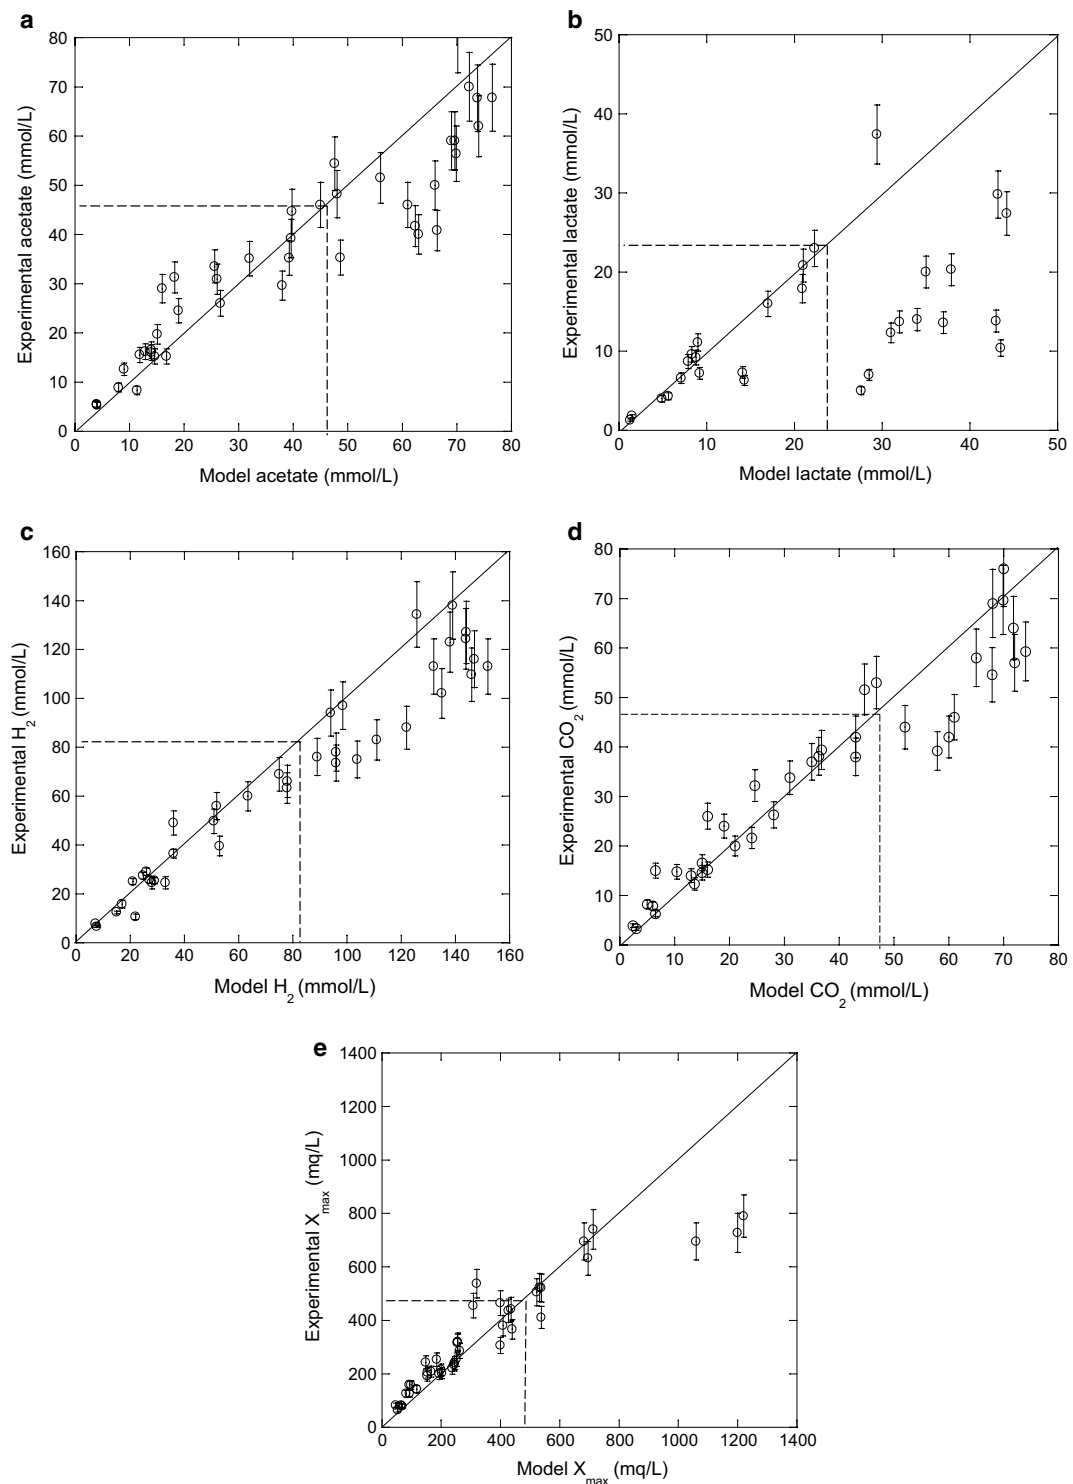 a
80
70
60
50
40
30
20
10
0
Experimental acetate (mmol/L)
0 10 20 30 40 50 60 70 80
Model acetate (mmol/L)
b
50
40
30
20
10
0
Experimental lactate (mmol/L)
0 10 20 30 40 50
Model lactate (mmol/L)
c
160
140
120
100
80
60
40
20
0
Experimental H2 (mmol/L)
0 20 40 60 80 100 120 140 160
Model H2 (mmol/L)
d
80
70
60
50
40
30
20
10
0
Experimental CO2 (mmol/L)
0 10 20 30 40 50 60 70 80
Model CO2 (mmol/L)
e
1400
1200
1000
800
600
400
200
0
Experimental Xmax (mq/L)
0 200 400 600 800 1000 1200 1400
Model Xmax (mq/L)